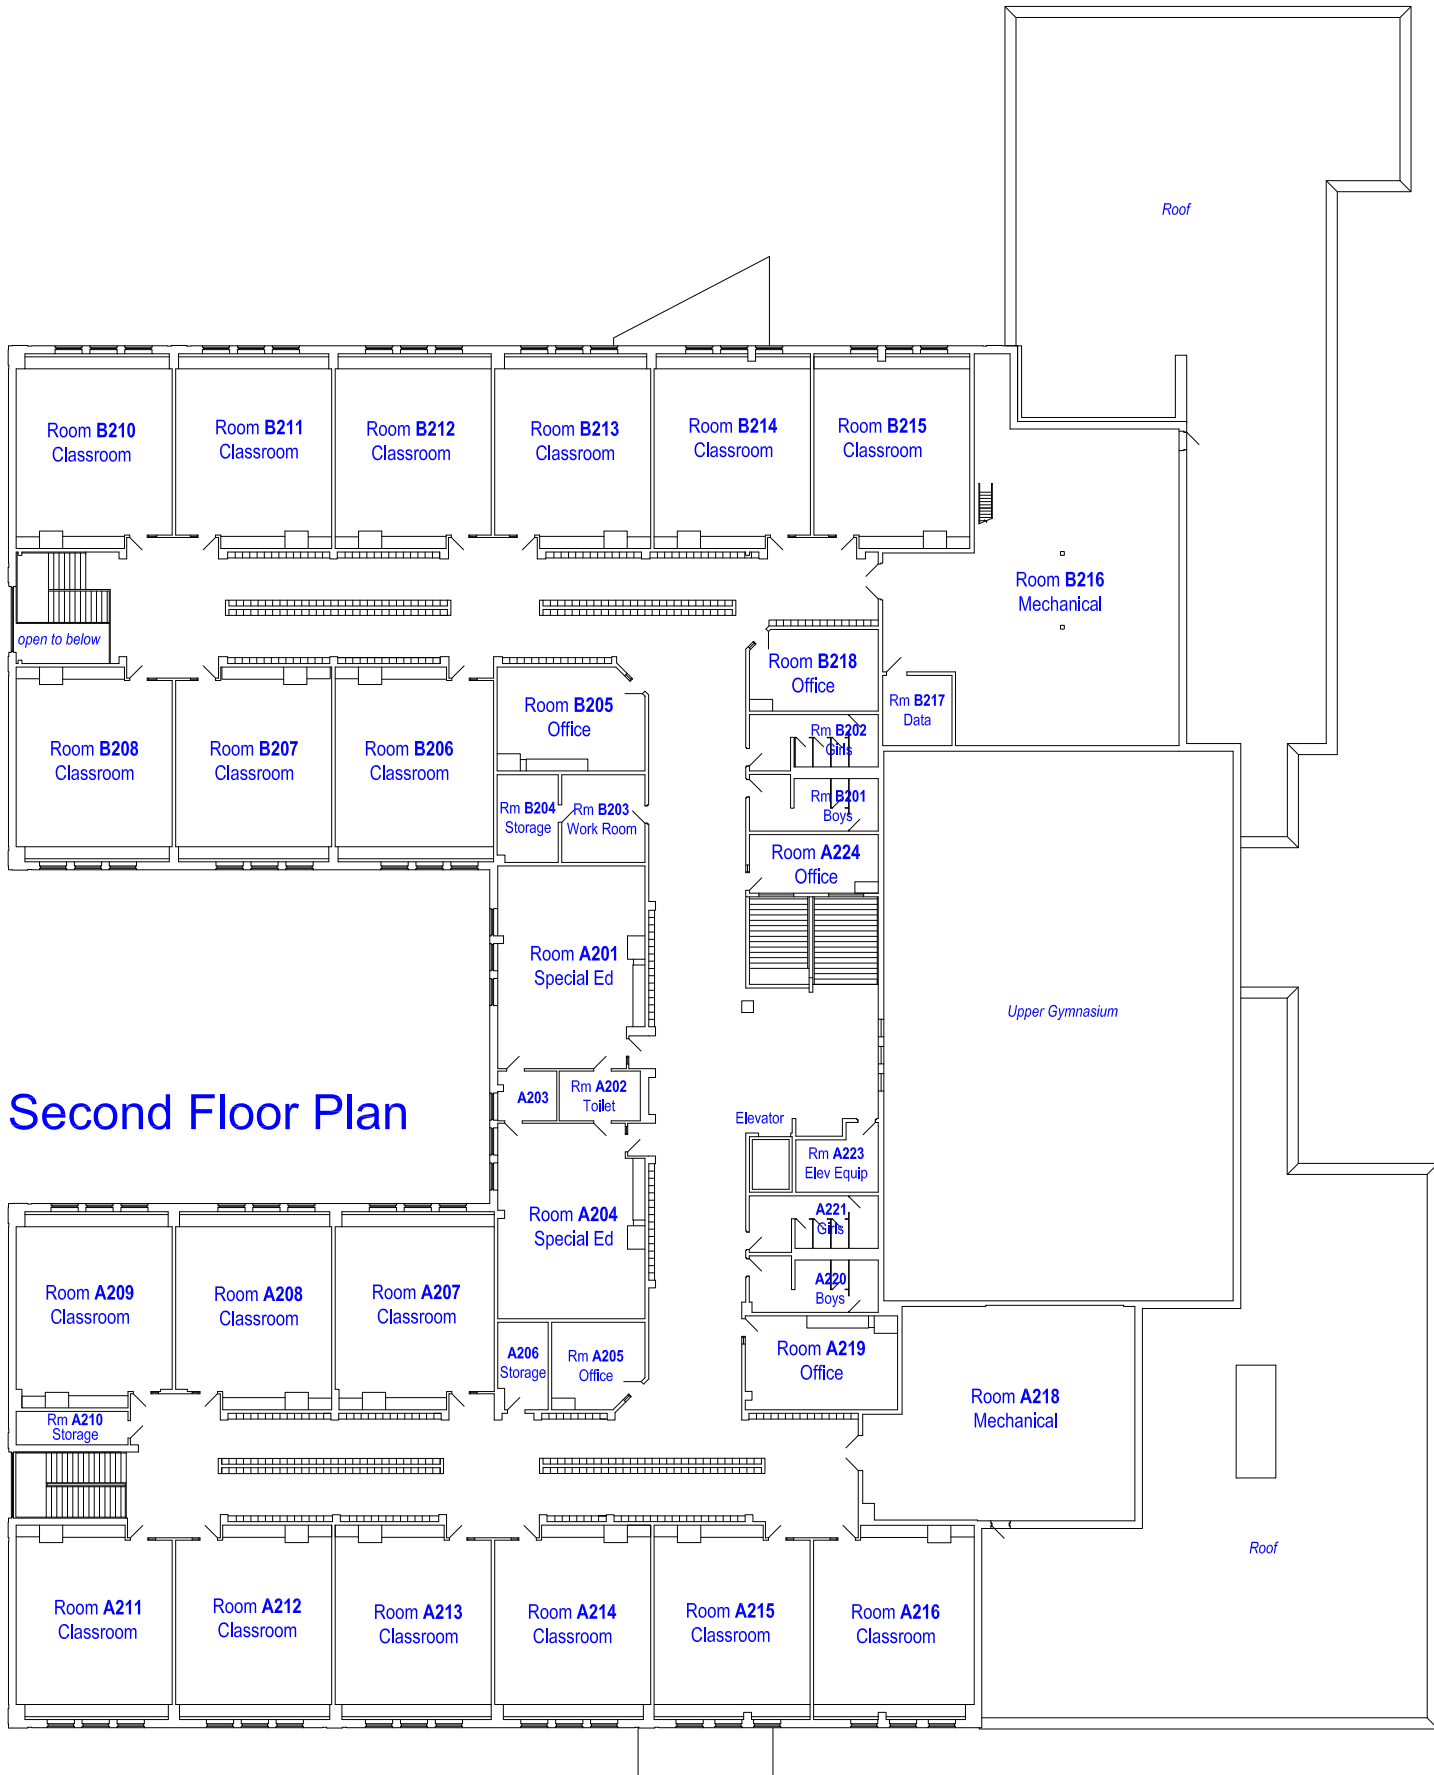 Roof
Room B210
Classroom
Room B211
Classroom
Room B212
Classroom
Room B213
Classroom
Room B214
Classroom
Room B215
Classroom
Room B216
Mechanical
open to below
Room B218
Office
Room B205
Office
Rm B217
Data
Room B208
Classroom
Room B207
Classroom
Room B206
Classroom
Rm B202
Girls
Rm B204
Storage
Rm B203
Work Room
Rm B201
Boys
Room A224
Office
Room A201
Special Ed
Upper Gymnasium
Second Floor Plan
A203
Rm A202
Toilet
Elevator
Rm A223
Elev Equip
Room A204
Special Ed
A221
Girls
A220
Boys
Room A209
Classroom
Room A208
Classroom
Room A207
Classroom
A206
Storage
Rm A205
Office
Room A219
Office
Room A218
Mechanical
Rm A210
Storage
Roof
Room A211
Classroom
Room A212
Classroom
Room A213
Classroom
Room A214
Classroom
Room A215
Classroom
Room A216
Classroom